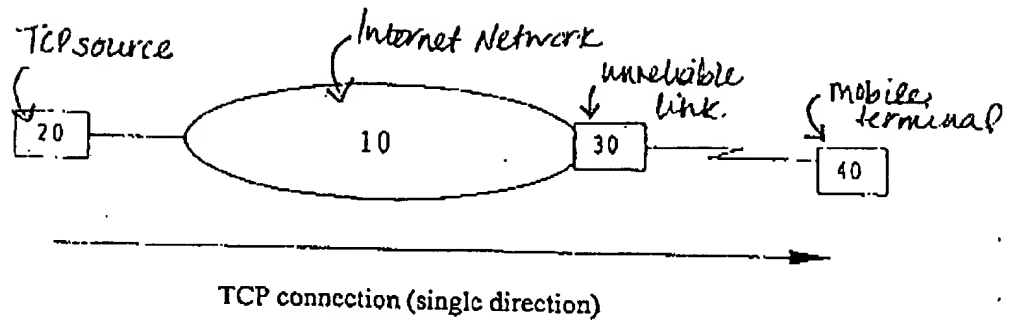 TCP source
Internet Network
unreliable
link.
mobile
terminal
20
10
30
40
TCP connection (single direction)